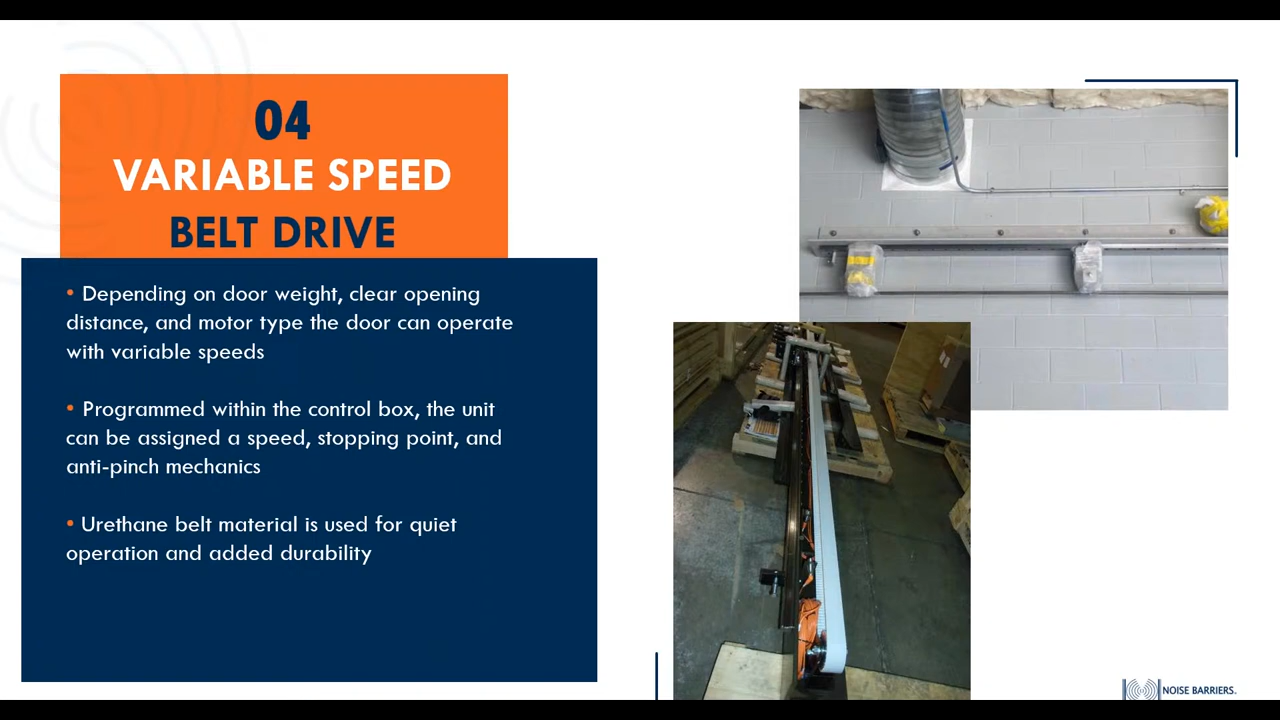 04
VARIABLE SPEED
BELT DRIVE
• Depending on door weight, clear opening
distance, and motor type the door can operate
with variable speeds
• Programmed within the control box, the unit
can be assigned a speed, stopping point, and
anti-pinch mechanics
• Urethane belt material is used for quiet
operation and added durability
NOISE BARRIERS.